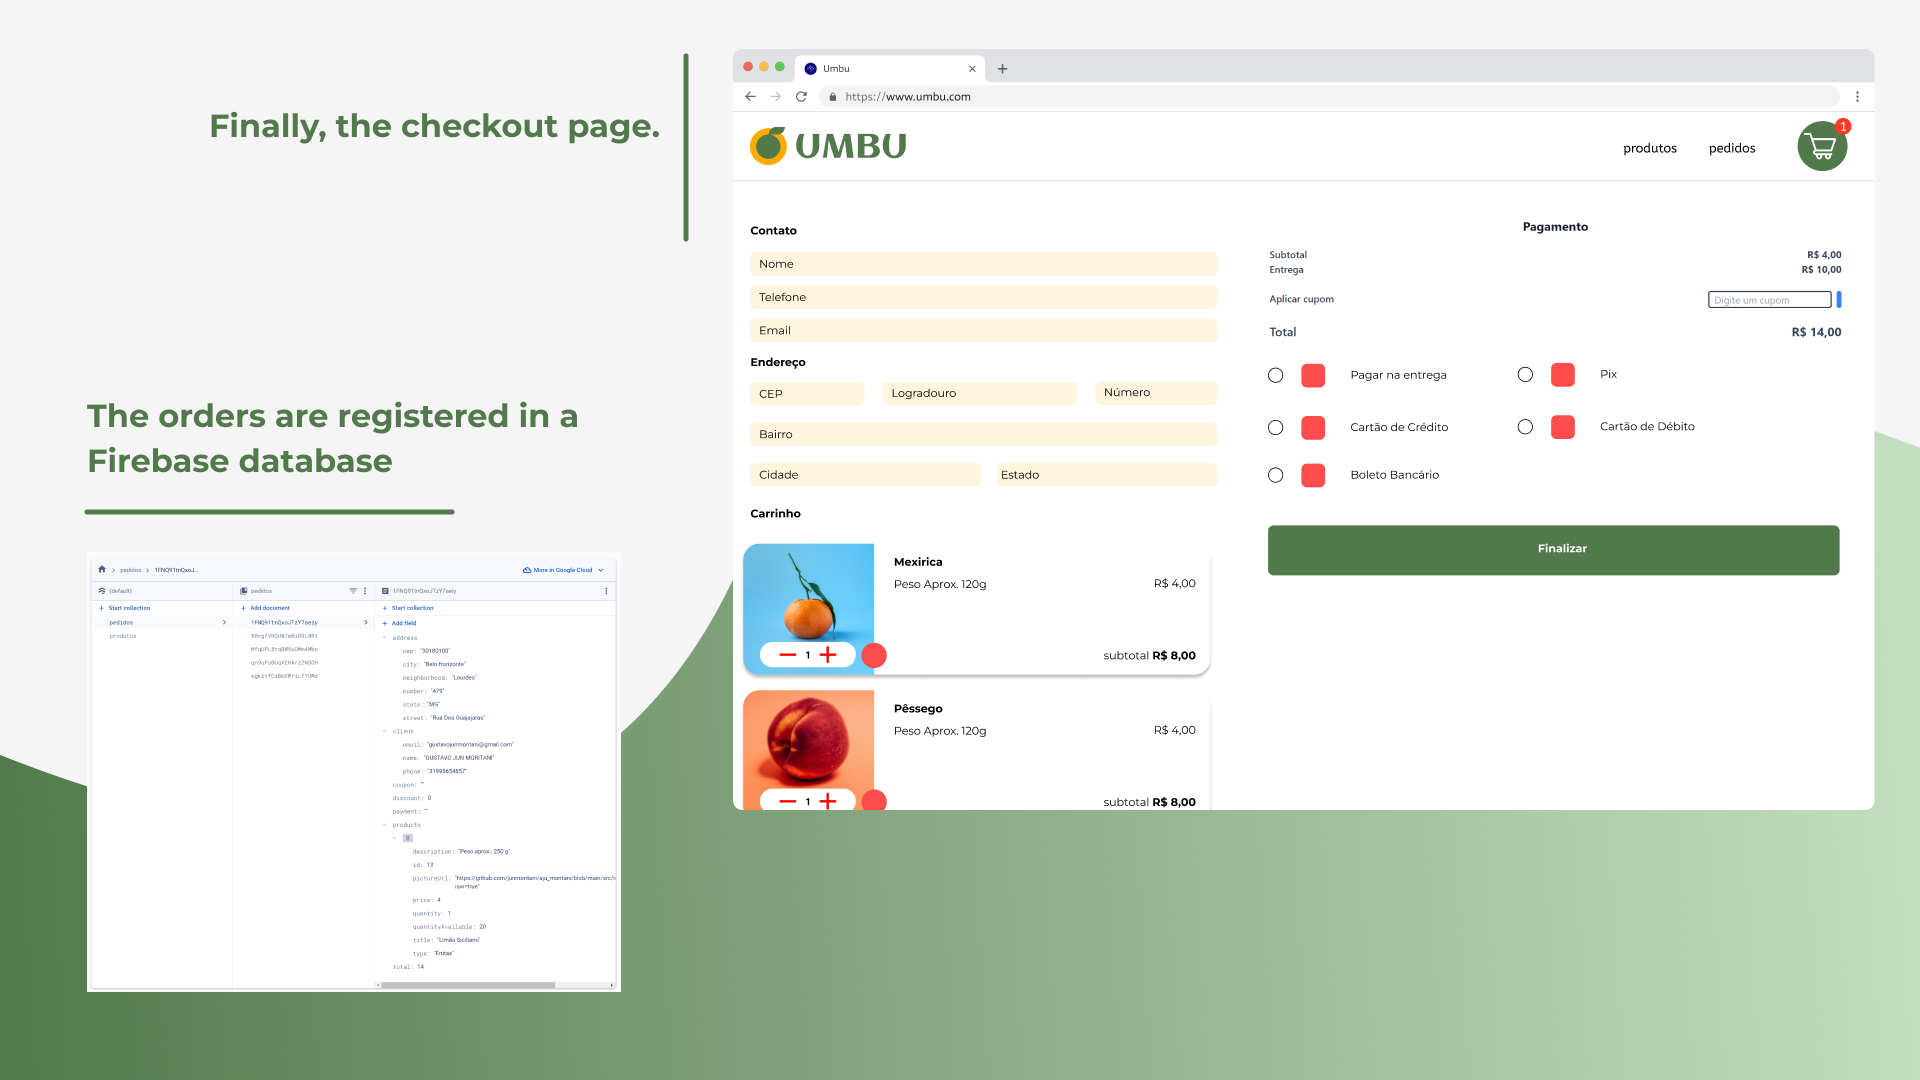 Finally, the checkout page.
The orders are registered in a
Firebase database
pedidos
1FNQ91tnQxoJ...
More in Google Cloud
(default)
pedidos
1FNQ91tnQxoJTzY7aeiy
+ Start collection
+ Add document
+ Start collection
pedidos
1FNQ91tnQxoJTzY7aeiy
+ Add field
produtos
address
cep: "30180100"
city: "Belo Horizonte"
neighborhood: "Lourdes"
number: "479"
state: "MG"
street: "Rua Dos Guajajaras"
client
email: "gustavojunmoritani@gmail.com"
name: "GUSTAVO JUN MORITANI"
phone: "31995654857"
coupon: ""
discount: 0
payment: ""
products
0
description: "Peso aprox.: 250 g"
id: 13
pictureUrl: "https://github.com/junmoritani/aju_moritani/blob/main/src/
raw=true"
price: 4
quantity: 1
quantityAvailable: 20
title: "Limão Siciliano"
type: "Frutas"
total: 14
Umbu
https://www.umbu.com
UMBU
produtos
pedidos
1
Contato
Nome
Telefone
Email
Endereço
CEP
Logradouro
Número
Bairro
Cidade
Estado
Carrinho
Mexirica
Peso Aprox. 120g
R$ 4,00
1
subtotal R$ 8,00
Pêssego
Peso Aprox. 120g
R$ 4,00
1
subtotal R$ 8,00
Pagamento
Subtotal R$ 4,00
Entrega R$ 10,00
Aplicar cupom
Digite um cupom
Total R$ 14,00
Pagar na entrega
Pix
Cartão de Crédito
Cartão de Débito
Boleto Bancário
Finalizar